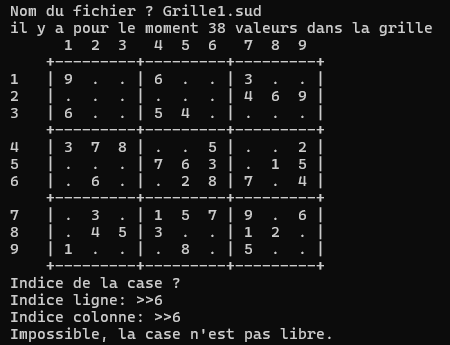 Nom du fichier ? Grille1.sud
il y a pour le moment 38 valeurs dans la grille
      1  2  3   4  5  6   7  8  9
    +---------+---------+---------+
1   | 9  .  . | 6  .  . | 3  .  . |
2   | .  .  . | .  .  . | 4  6  9 |
3   | 6  .  . | 5  4  . | .  .  . |
    +---------+---------+---------+
4   | 3  7  8 | .  .  5 | .  .  2 |
5   | .  .  . | 7  6  3 | .  1  5 |
6   | .  6  . | .  2  8 | 7  .  4 |
    +---------+---------+---------+
7   | .  3  . | 1  5  7 | 9  .  6 |
8   | .  4  5 | 3  .  . | 1  2  . |
9   | 1  .  . | .  8  . | 5  .  . |
    +---------+---------+---------+
Indice de la case ?
Indice ligne: >>6
Indice colonne: >>6
Impossible, la case n'est pas libre.